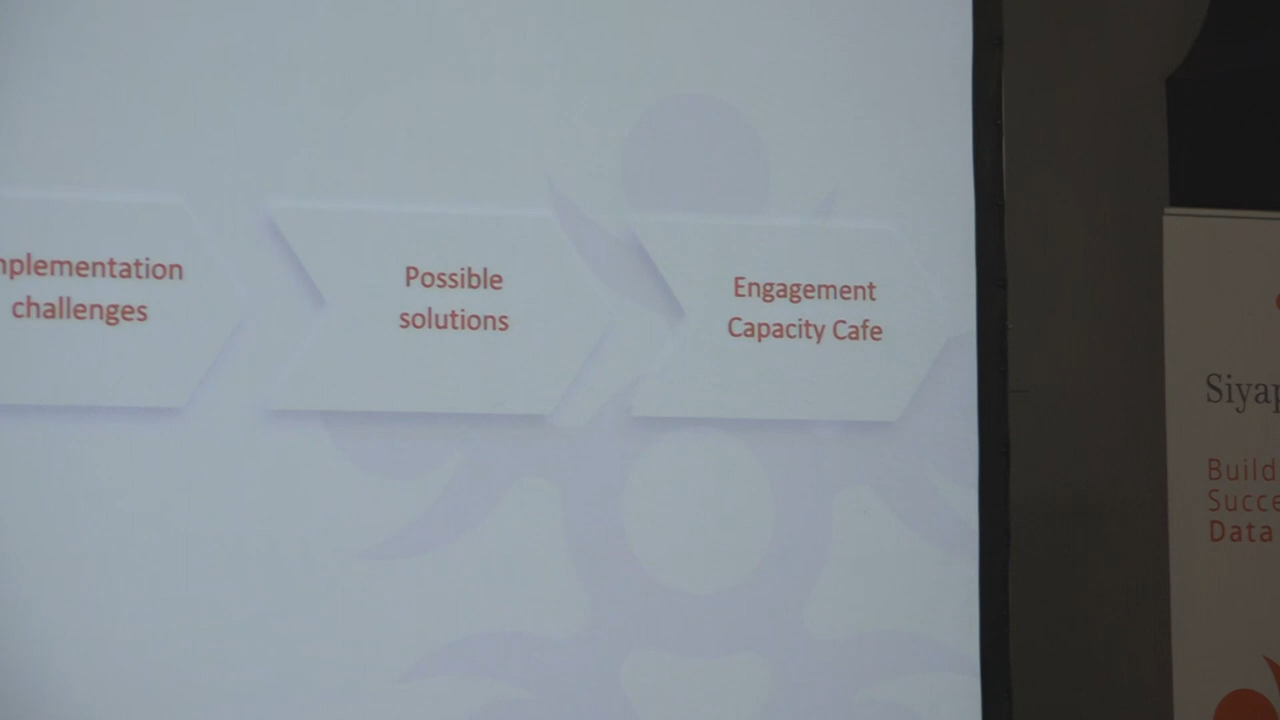 nplementation
challenges
Possible
solutions
Engagement
Capacity Cafe
Siyap
Build
Succe
Data